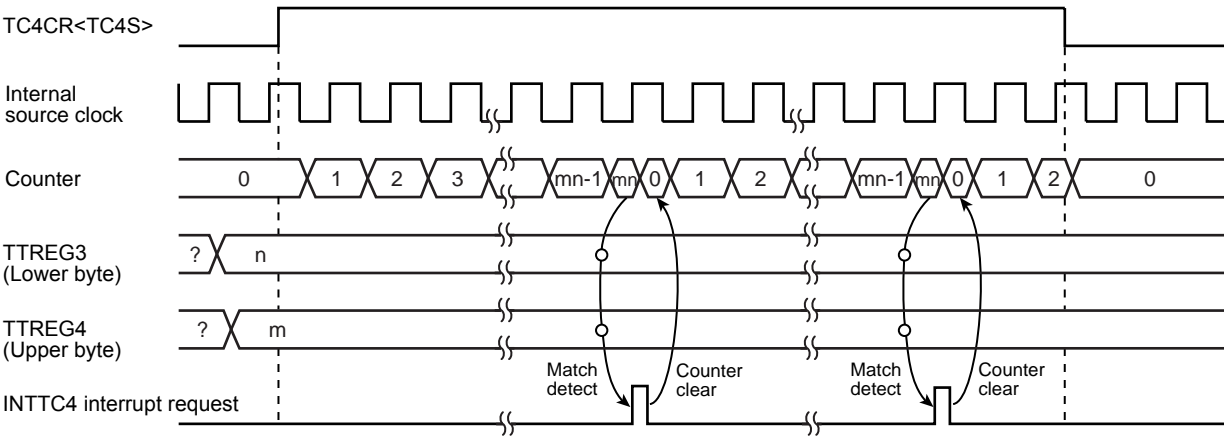 TC4CR<TC4S>
Internal
source clock
Counter
0 1 2 3 mn-1 mn 0 1 2 mn-1 mn 0 1 2 0
TTREG3
(Lower byte)
? n
TTREG4
(Upper byte)
? m
Match
detect
Counter
clear
Match
detect
Counter
clear
INTTC4 interrupt request